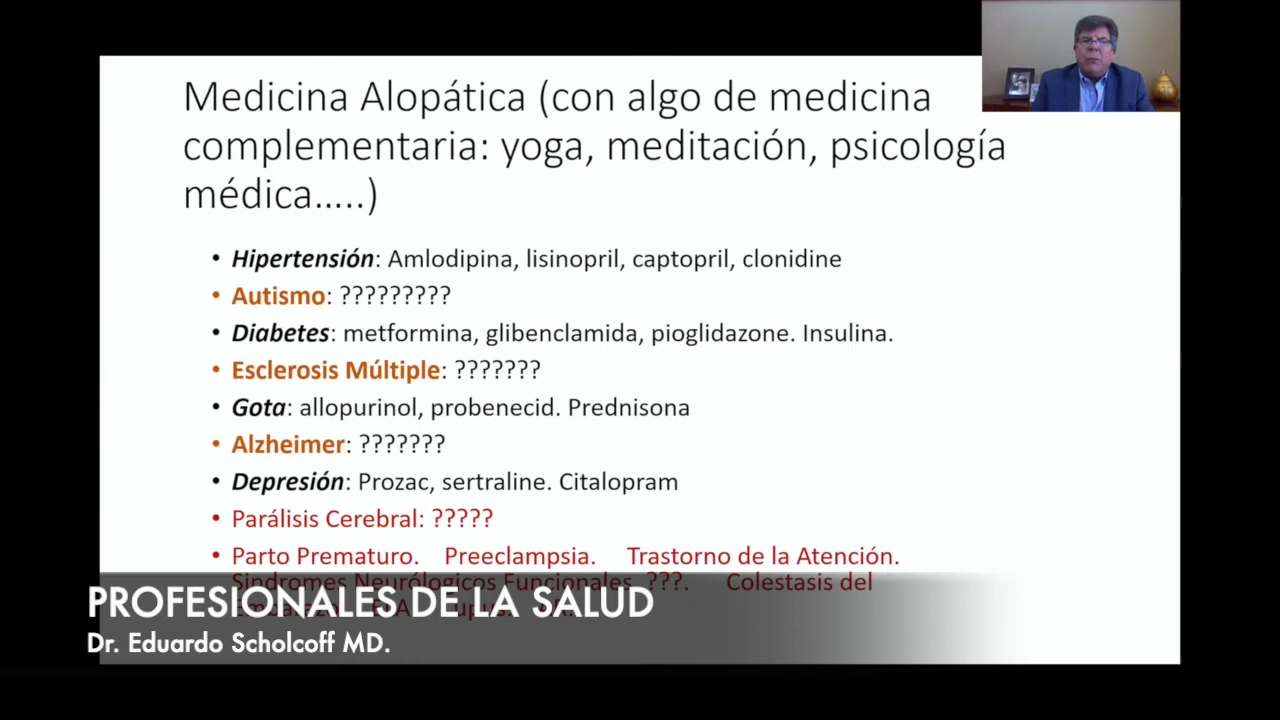 Medicina Alopática (con algo de medicina
complementaria: yoga, meditación, psicología
médica.....)
• Hipertensión: Amlodipina, lisinopril, captopril, clonidine
• Autismo: ?????????
• Diabetes: metformina, glibenclamida, pioglidazone. Insulina.
• Esclerosis Múltiple: ???????
• Gota: allopurinol, probenecid. Prednisona
• Alzheimer: ???????
• Depresión: Prozac, sertraline. Citalopram
• Parálisis Cerebral: ?????
• Parto Prematuro. Preeclampsia. Trastorno de la Atención.
Sindromes Neurólogicos Funcionales ???. Colestasis del
PROFESIONALES DE LA SALUD
Dr. Eduardo Scholcoff MD.